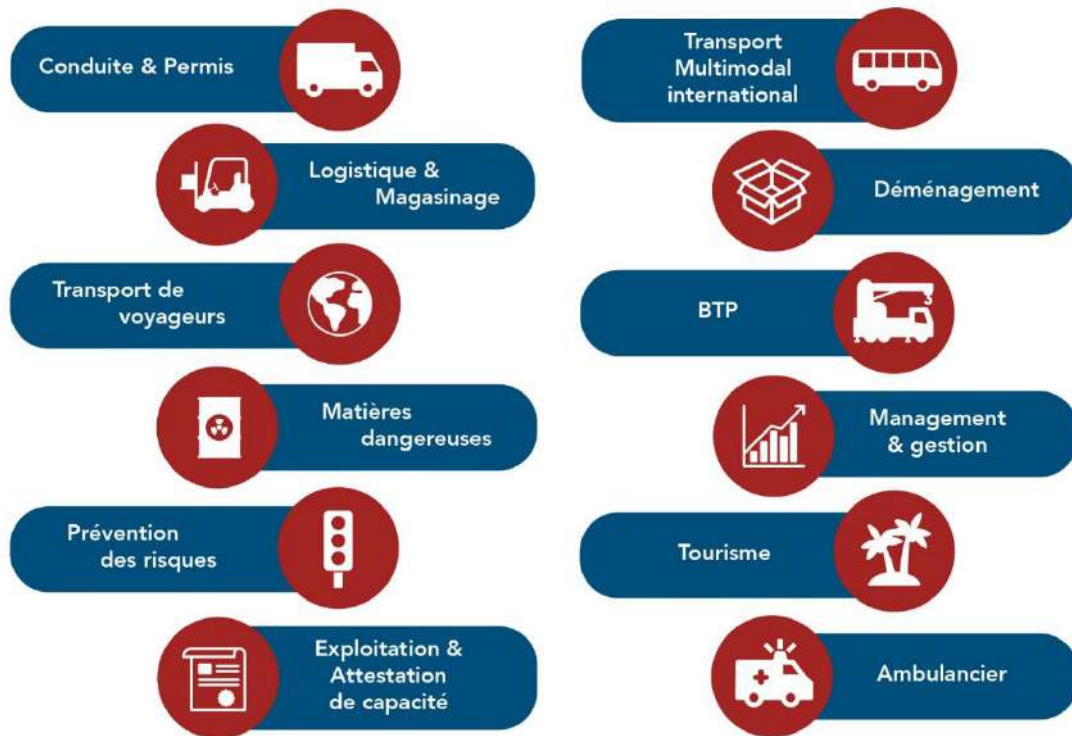 Conduite & Permis
Logistique &
Magasinage
Transport de
voyageurs
Matières
dangereuses
Prévention
des risques
Exploitation &
Attestation
de capacité
Transport
Multimodal
international
Déménagement
BTP
Management
& gestion
Tourisme
Ambulancier